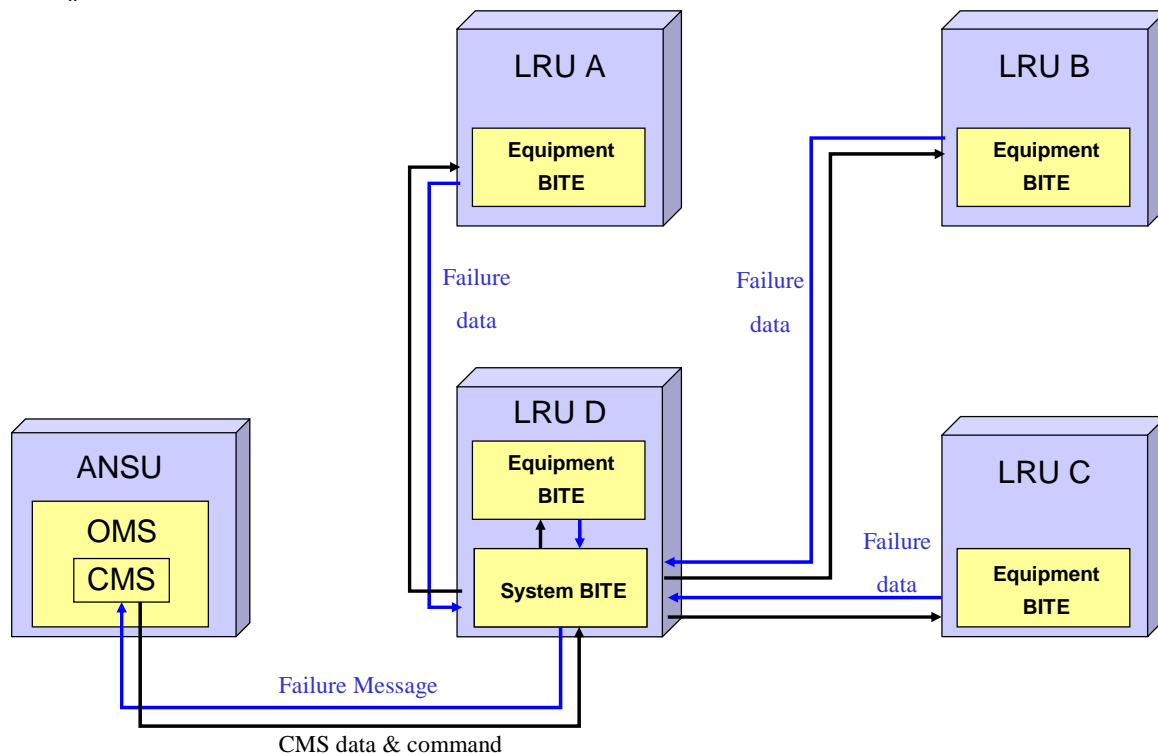 LRU A
Equipment
BITE
LRU B
Equipment
BITE
Failure
data
Failure
data
LRU D
Equipment
BITE
System BITE
ANSU
OMS
CMS
LRU C
Equipment
BITE
Failure
data
Failure Message
CMS data & command